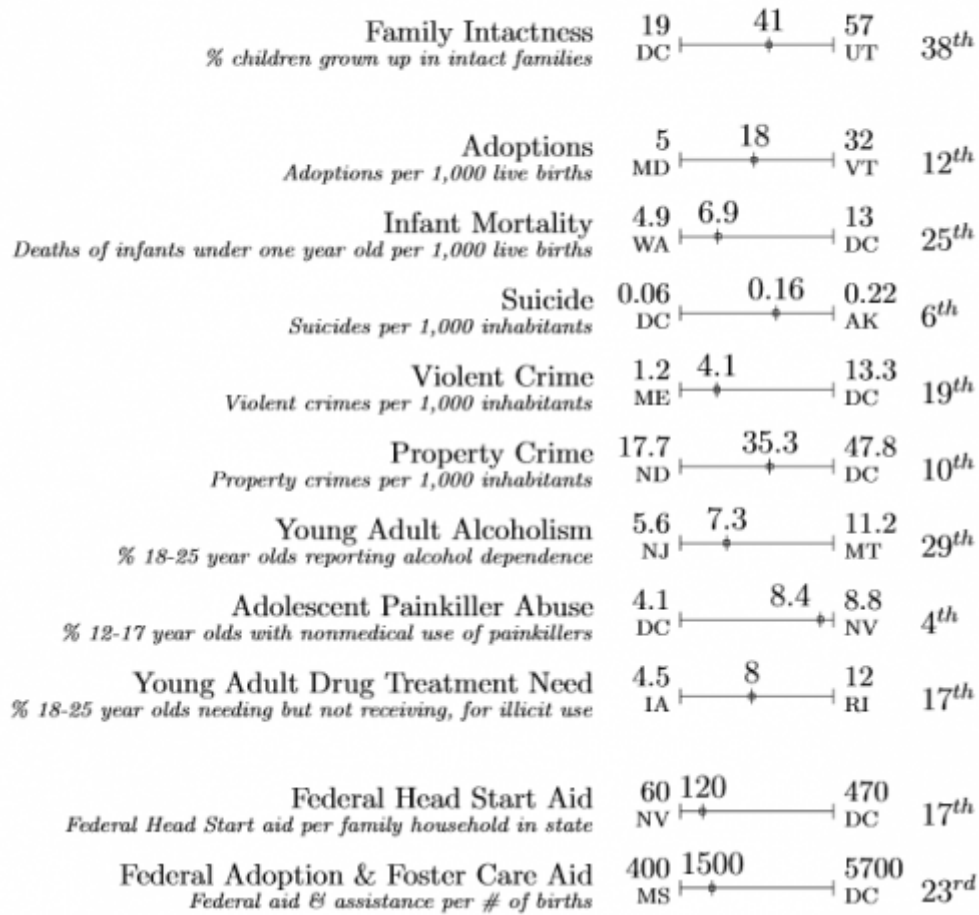 Family Intactness 19 41 57 38th
% children grown up in intact families DC UT
Adoptions 5 18 32 12th
Adoptions per 1,000 live births MD VT
Infant Mortality 4.9 6.9 13 25th
Deaths of infants under one year old per 1,000 live births WA DC
Suicide 0.06 0.16 0.22 6th
Suicides per 1,000 inhabitants DC AK
Violent Crime 1.2 4.1 13.3 19th
Violent crimes per 1,000 inhabitants ME DC
Property Crime 17.7 35.3 47.8 10th
Property crimes per 1,000 inhabitants ND DC
Young Adult Alcoholism 5.6 7.3 11.2 29th
% 18-25 year olds reporting alcohol dependence NJ MT
Adolescent Painkiller Abuse 4.1 8.4 8.8 4th
% 12-17 year olds with nonmedical use of painkillers DC NV
Young Adult Drug Treatment Need 4.5 8 12 17th
% 18-25 year olds needing but not receiving, for illicit use IA RI
Federal Head Start Aid 60 120 470 17th
Federal Head Start aid per family household in state NV DC
Federal Adoption & Foster Care Aid 400 1500 5700 23rd
Federal aid & assistance per # of births MS DC